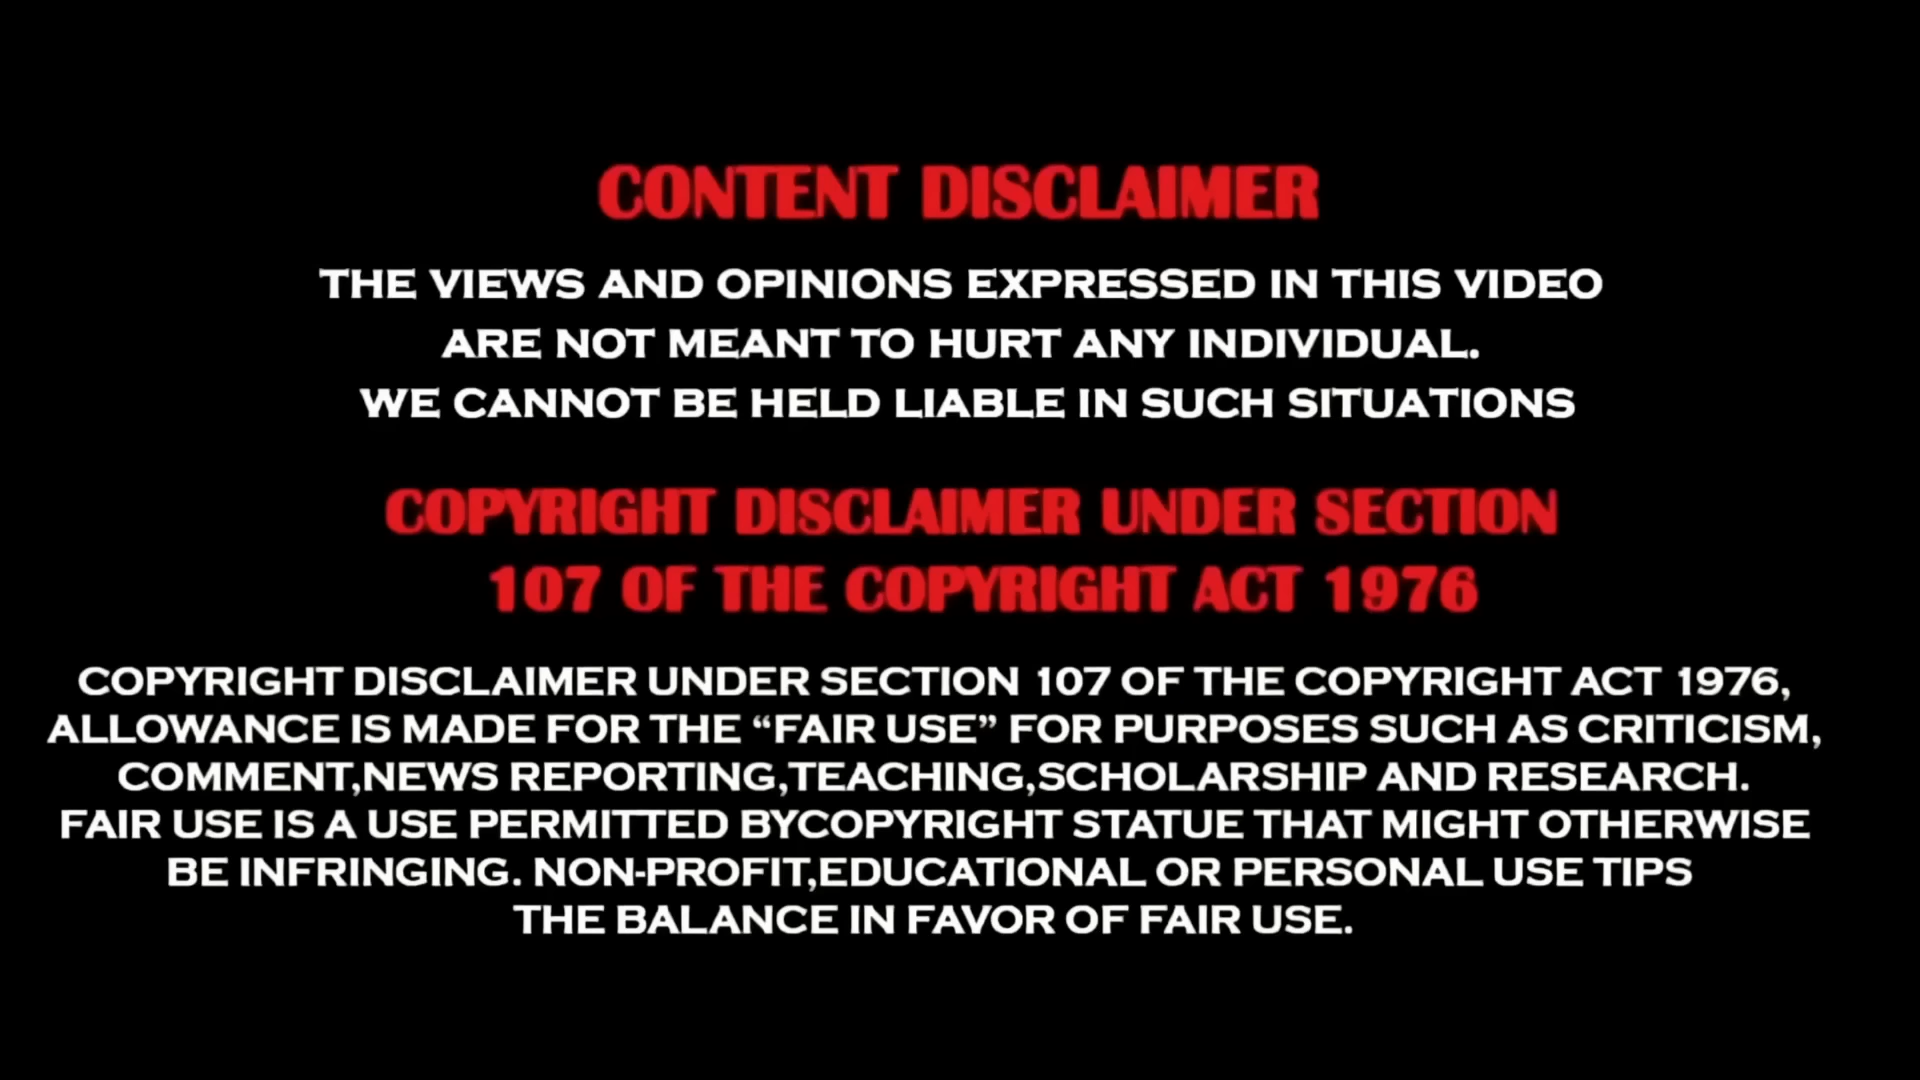 CONTENT DISCLAIMER
THE VIEWS AND OPINIONS EXPRESSED IN THIS VIDEO
ARE NOT MEANT TO HURT ANY INDIVIDUAL.
WE CANNOT BE HELD LIABLE IN SUCH SITUATIONS
COPYRIGHT DISCLAIMER UNDER SECTION
107 OF THE COPYRIGHT ACT 1976
COPYRIGHT DISCLAIMER UNDER SECTION 107 OF THE COPYRIGHT ACT 1976,
ALLOWANCE IS MADE FOR THE “FAIR USE” FOR PURPOSES SUCH AS CRITICISM,
COMMENT,NEWS REPORTING,TEACHING,SCHOLARSHIP AND RESEARCH.
FAIR USE IS A USE PERMITTED BYCOPYRIGHT STATUE THAT MIGHT OTHERWISE
BE INFRINGING. NON-PROFIT,EDUCATIONAL OR PERSONAL USE TIPS
THE BALANCE IN FAVOR OF FAIR USE.